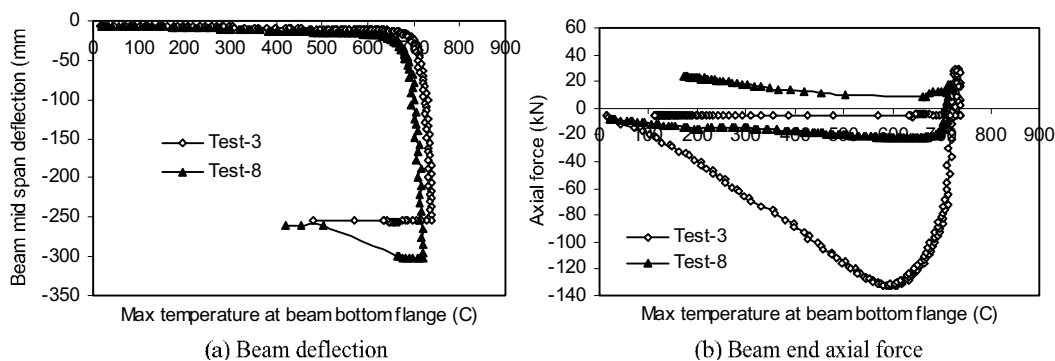 0
-50
-100
-150
-200
-250
-300
-350
0 100 200 300 400 500 600 700 800 900
Beam mid span deflection (mm
Test-3
Test-8
Max temperature at beam bottom flange (C)
(a) Beam deflection
60
40
20
0
-20
-40
-60
-80
-100
-120
-140
0 100 200 300 400 500 600 700 800 900
Axial force (kN)
Test-3
Test-8
Max temperature at beam bottom flange (C)
(b) Beam end axial force